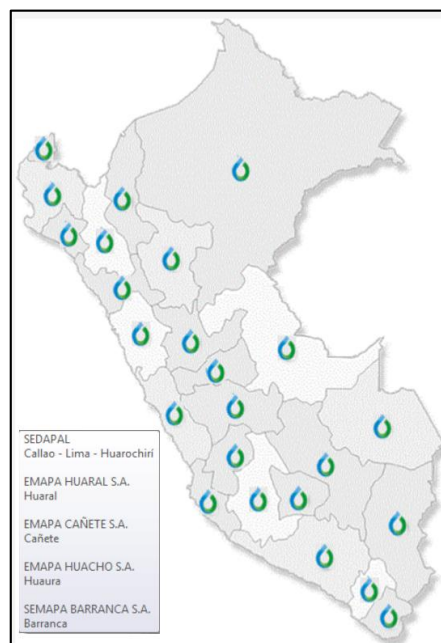 SEDAPAL
Callao - Lima - Huarochirí
EMAPA HUARAL S.A.
Huaral
EMAPA CAÑETE S.A.
Cañete
EMAPA HUACHO S.A.
Huaura
SEMAPA BARRANCA S.A.
Barranca